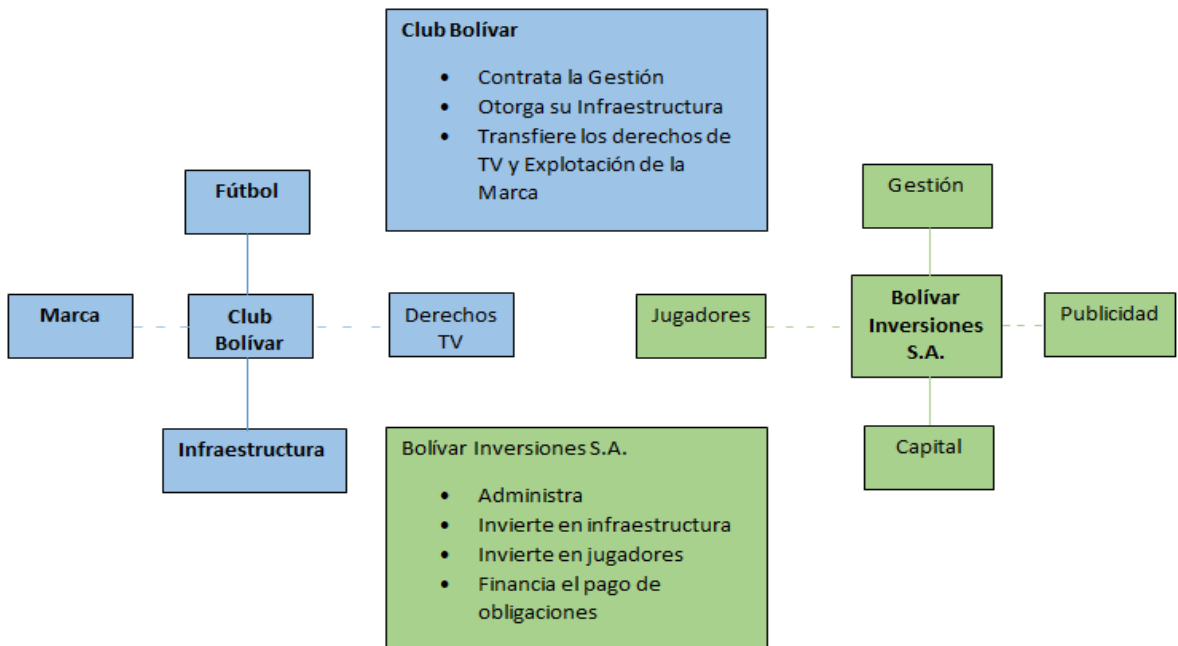 Club Bolívar
• Contrata la Gestión
• Otorga su Infraestructura
• Transfiere los derechos de
TV y Explotación de la
Marca
Fútbol
Marca
Club
Bolívar
Derechos
TV
Infraestructura
Gestión
Jugadores
Bolívar
Inversiones
S.A.
Publicidad
Capital
Bolívar Inversiones S.A.
• Administra
• Invierte en infraestructura
• Invierte en jugadores
• Financia el pago de
obligaciones